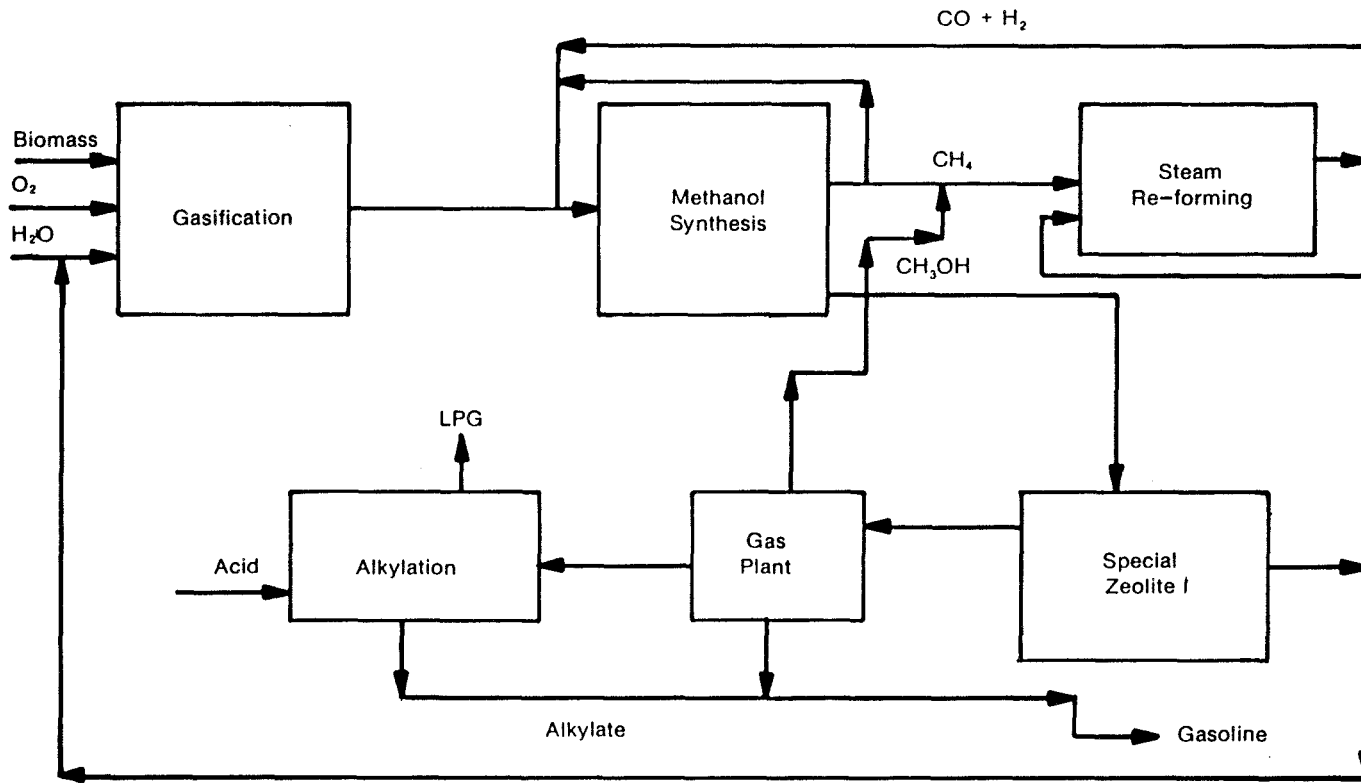 CO + H₂
Biomass
O₂
H₂O
Gasification
Methanol
Synthesis
CH₄
Steam
Re-forming
CH₃OH
LPG
Acid
Alkylation
Gas
Plant
Special
Zeolite
Alkylate
Gasoline